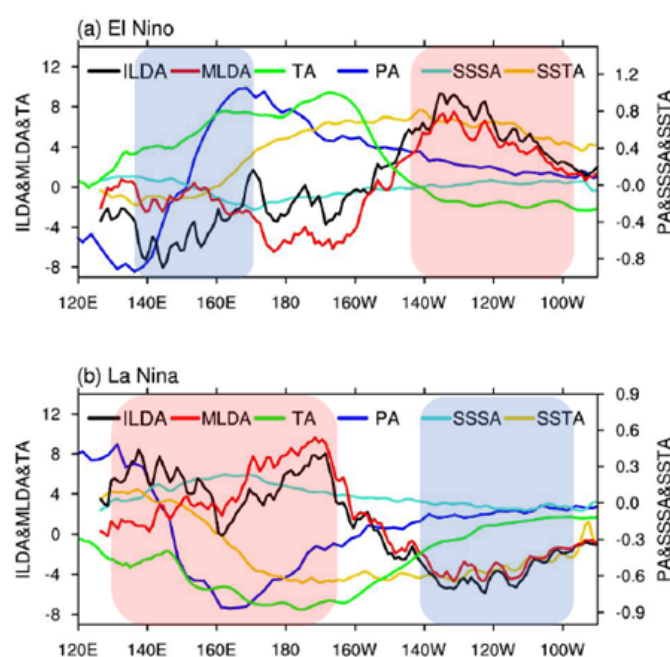 (a) El Nino
ILDA MLDA TA PA SSSA SSTA
12
8
4
0
-4
-8
ILDA&MLDA&TA
1.2
0.8
0.4
-0.0
-0.4
-0.8
PA&SSSA&SSTA
120E 140E 160E 180 160W 140W 120W 100W
(b) La Nina
ILDA MLDA TA PA SSSA SSTA
12
8
4
0
-4
-8
ILDA&MLDA&TA
0.9
0.6
0.3
0.0
-0.3
-0.6
-0.9
PA&SSSA&SSTA
120E 140E 160E 180 160W 140W 120W 100W